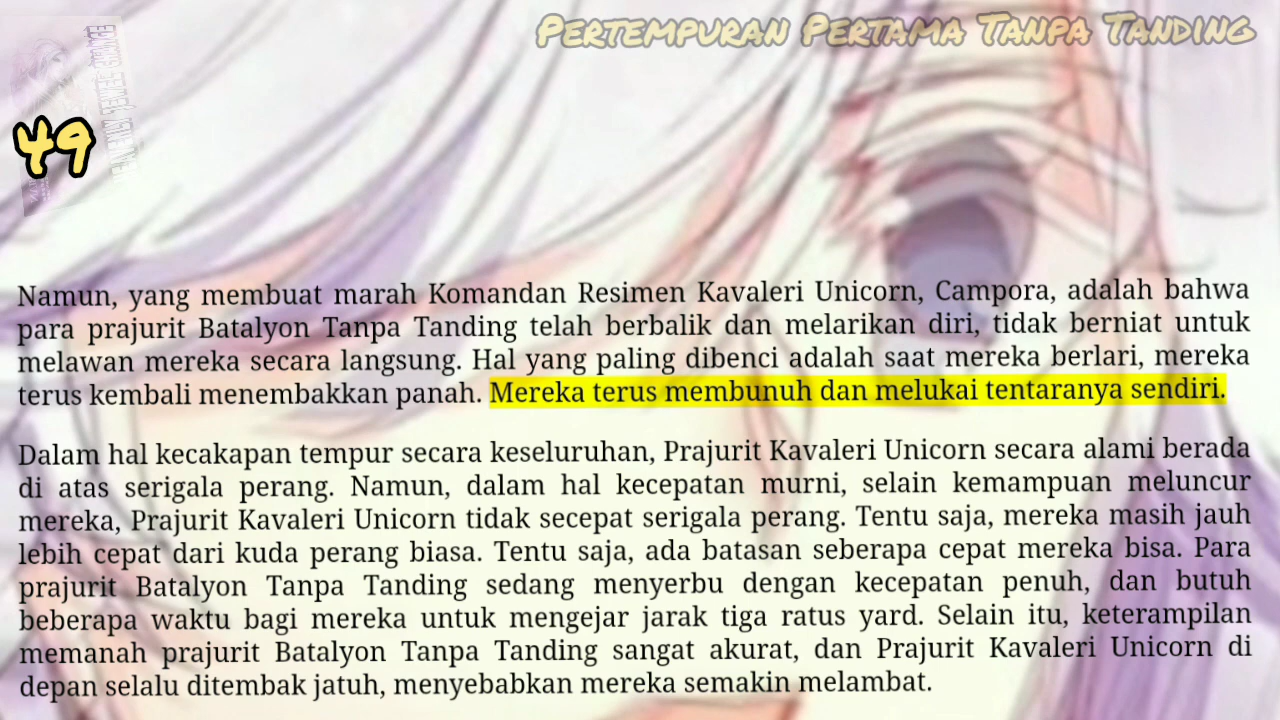 Pertempuran Pertama Tanpa Tanding
49
Namun, yang membuat marah Komandan Resimen Kavaleri Unicorn, Campora, adalah bahwa
para prajurit Batalyon Tanpa Tanding telah berbalik dan melarikan diri, tidak berniat untuk
melawan mereka secara langsung. Hal yang paling dibenci adalah saat mereka berlari, mereka
terus kembali menembakkan panah. Mereka terus membunuh dan melukai tentaranya sendiri.
Dalam hal kecakapan tempur secara keseluruhan, Prajurit Kavaleri Unicorn secara alami berada
di atas serigala perang. Namun, dalam hal kecepatan murni, selain kemampuan meluncur
mereka, Prajurit Kavaleri Unicorn tidak secepat serigala perang. Tentu saja, mereka masih jauh
lebih cepat dari kuda perang biasa. Tentu saja, ada batasan seberapa cepat mereka bisa. Para
prajurit Batalyon Tanpa Tanding sedang menyerbu dengan kecepatan penuh, dan butuh
beberapa waktu bagi mereka untuk mengejar jarak tiga ratus yard. Selain itu, keterampilan
memanah prajurit Batalyon Tanpa Tanding sangat akurat, dan Prajurit Kavaleri Unicorn di
depan selalu ditembak jatuh, menyebabkan mereka semakin melambat.